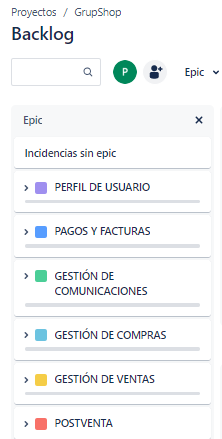 Proyectos / GrupShop
Backlog
P
Epic
Epic
Incidencias sin epic
PERFIL DE USUARIO
PAGOS Y FACTURAS
GESTIÓN DE
COMUNICACIONES
GESTIÓN DE COMPRAS
GESTIÓN DE VENTAS
POSTVENTA